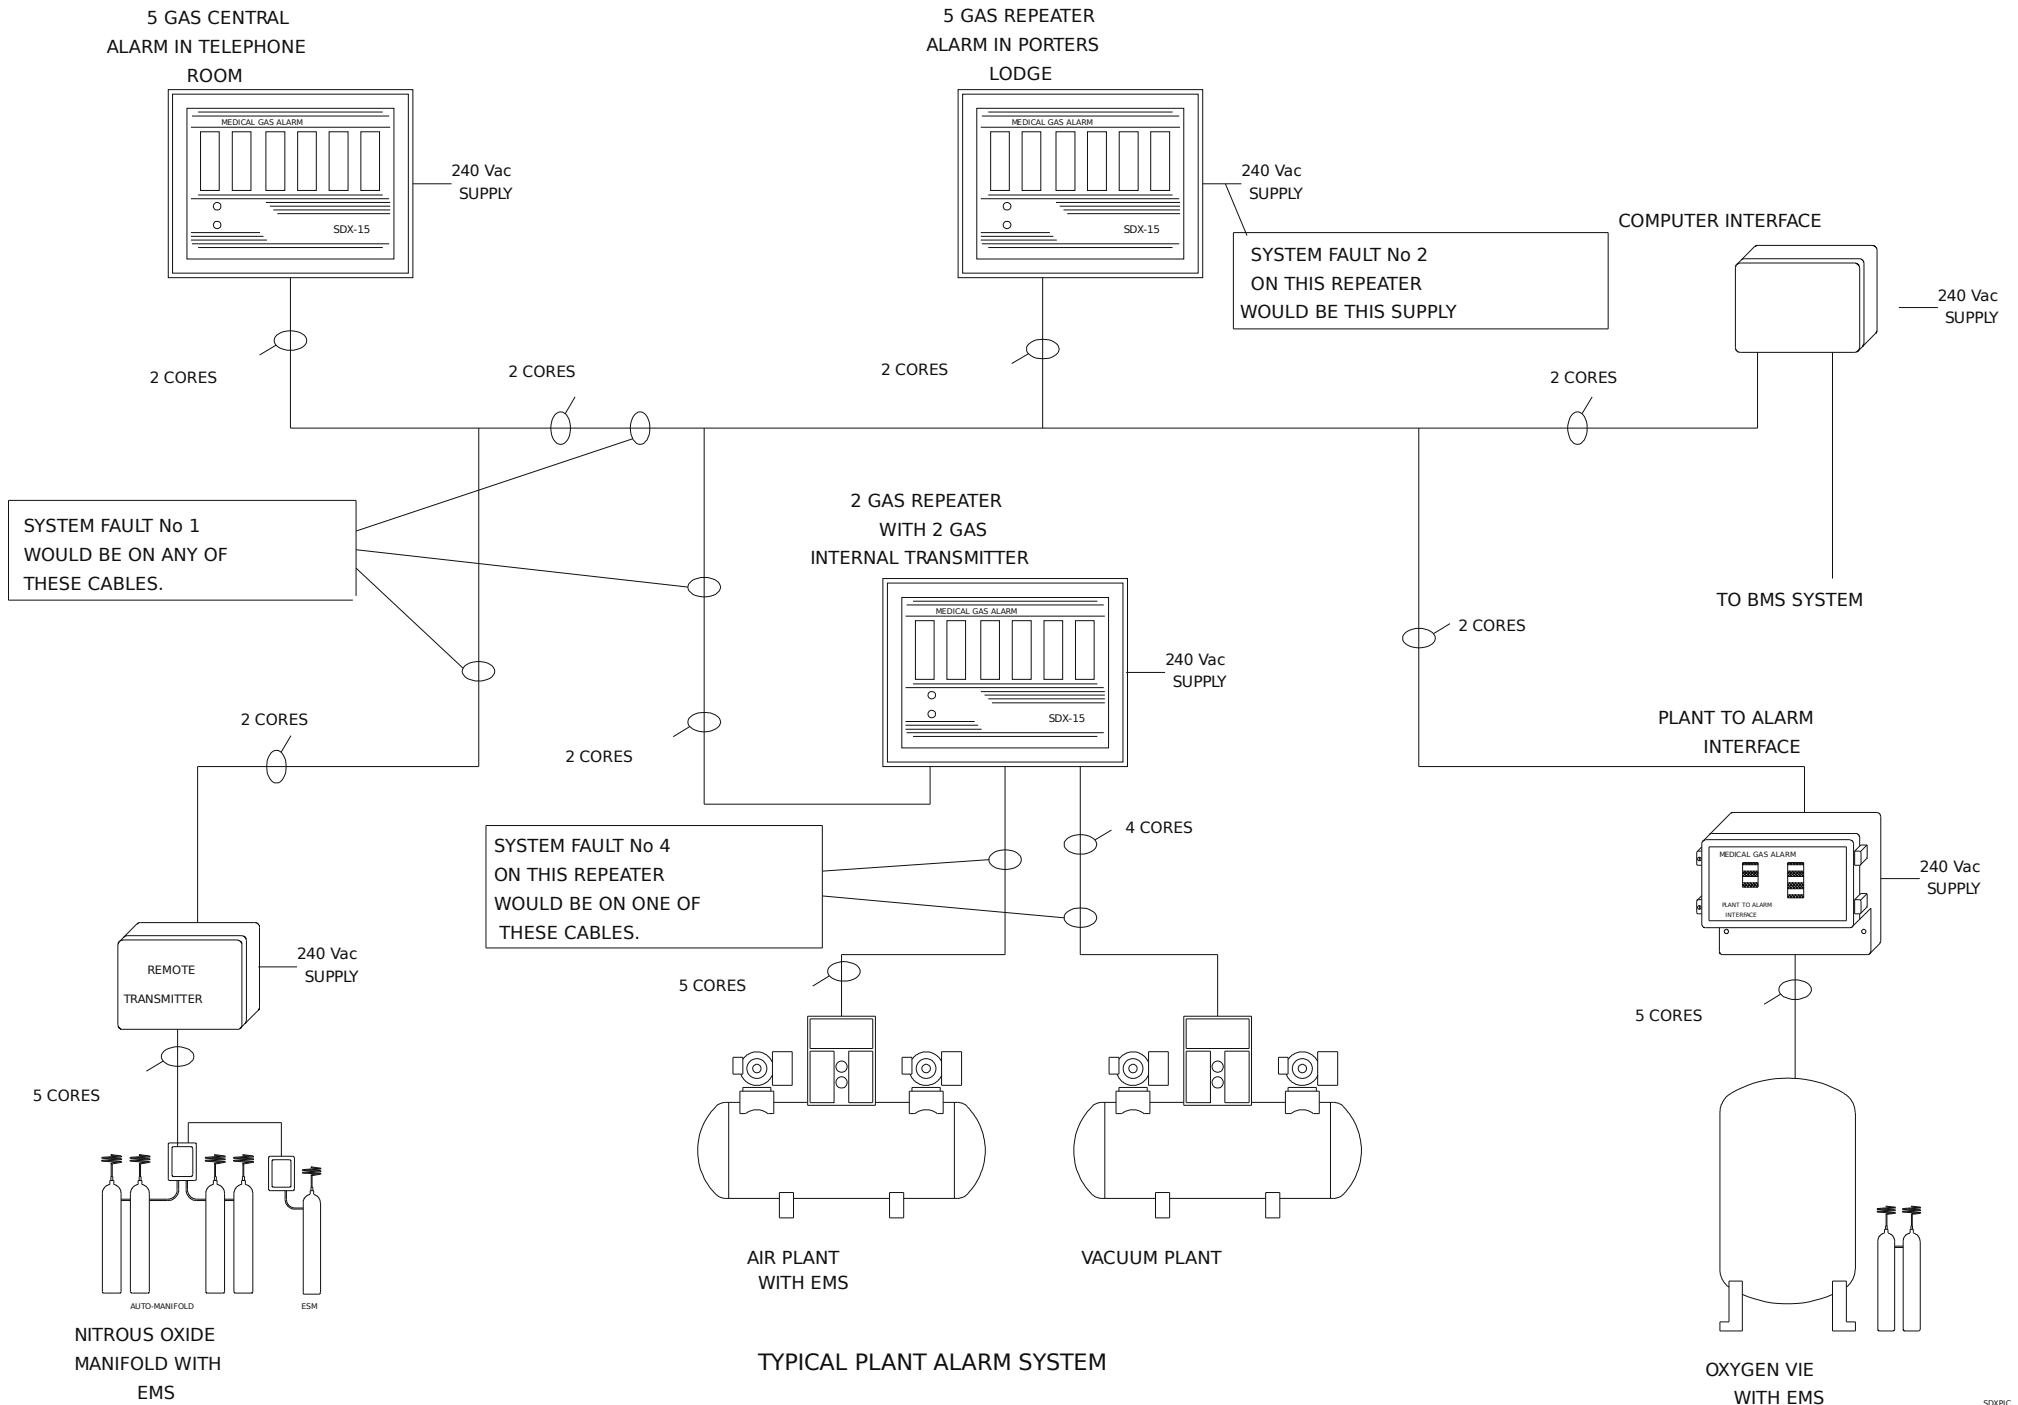 5 GAS CENTRAL
ALARM IN TELEPHONE
ROOM
MEDICAL GAS ALARM
SDX-15
240 Vac
SUPPLY
5 GAS REPEATER
ALARM IN PORTERS
LODGE
MEDICAL GAS ALARM
SDX-15
240 Vac
SUPPLY
SYSTEM FAULT No 2
ON THIS REPEATER
WOULD BE THIS SUPPLY
COMPUTER INTERFACE
240 Vac
SUPPLY
2 CORES
2 CORES
2 CORES
2 CORES
SYSTEM FAULT No 1
WOULD BE ON ANY OF
THESE CABLES.
2 GAS REPEATER
WITH 2 GAS
INTERNAL TRANSMITTER
MEDICAL GAS ALARM
SDX-15
240 Vac
SUPPLY
TO BMS SYSTEM
2 CORES
2 CORES
2 CORES
PLANT TO ALARM
INTERFACE
MEDICAL GAS ALARM
PLANT TO ALARM
INTERFACE
240 Vac
SUPPLY
SYSTEM FAULT No 4
ON THIS REPEATER
WOULD BE ON ONE OF
THESE CABLES.
4 CORES
5 CORES
REMOTE
TRANSMITTER
240 Vac
SUPPLY
5 CORES
5 CORES
AUTO-MANIFOLD
ESM
NITROUS OXIDE
MANIFOLD WITH
EMS
AIR PLANT
WITH EMS
VACUUM PLANT
TYPICAL PLANT ALARM SYSTEM
OXYGEN VIE
WITH EMS
SDXPIC